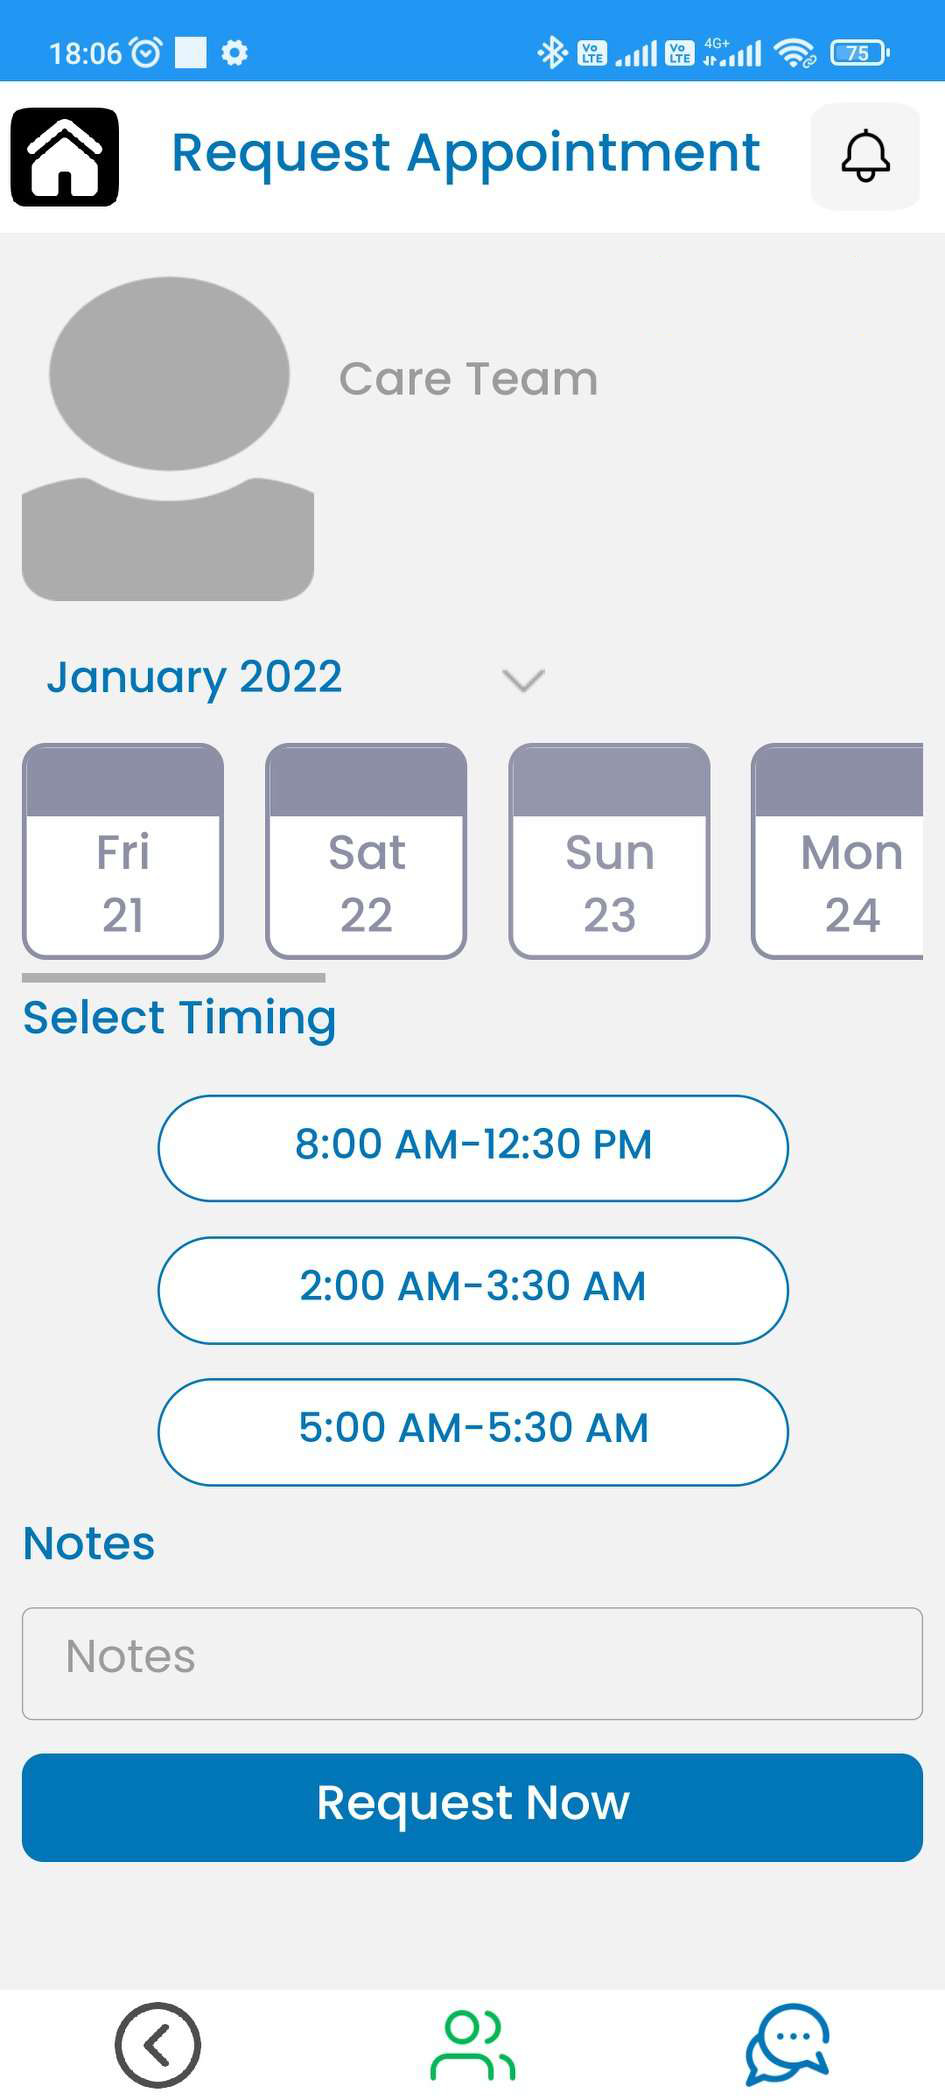 18:06 Vo LTE Vo LTE 4G+ 75
Request Appointment
Care Team
January 2022
Fri Sat Sun Mon
21 22 23 24
Select Timing
8:00 AM-12:30 PM
2:00 AM-3:30 AM
5:00 AM-5:30 AM
Notes
Notes
Request Now